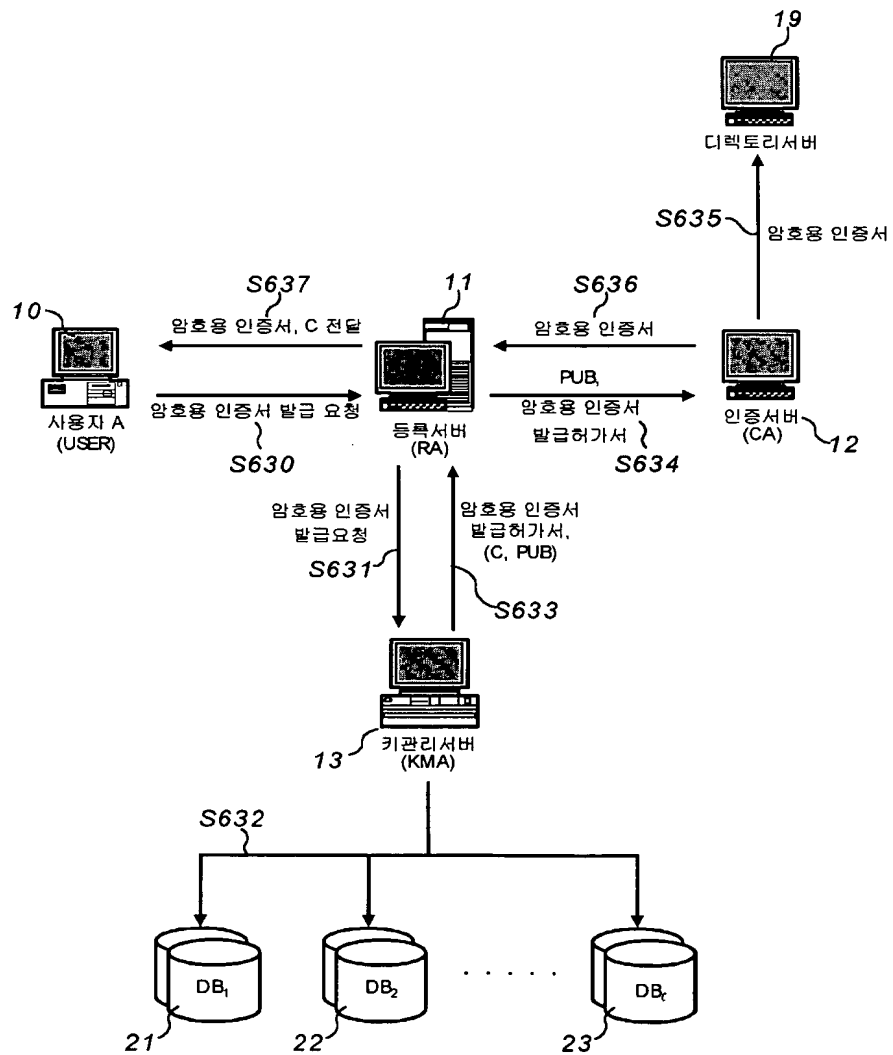 19
디렉토리서버
S635
암호용 인증서
S637
11
S636
10
암호용 인증서, C 전달
암호용 인증서
PUB,
암호용 인증서 발급 요청
암호용 인증서
발급허가서
사용자 A
(USER)
등록서버
(RA)
인증서버
(CA)
12
S630
S634
암호용 인증서
발급요청
암호용 인증서
발급허가서,
(C, PUB)
S631
S633
13
키관리서버
(KMA)
S632
DB1
DB2
. . . . .
DBℓ
21
22
23